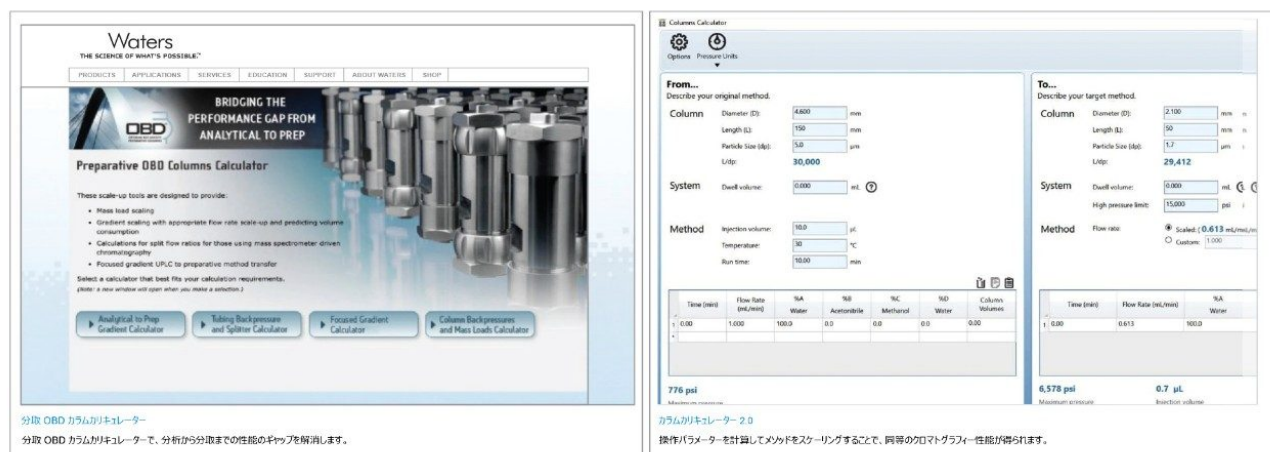 Waters
THE SCIENCE OF WHAT'S POSSIBLE.™
PRODUCTS APPLICATIONS SERVICES EDUCATION SUPPORT ABOUT WATERS SHOP
BRIDGING THE
PERFORMANCE GAP FROM
ANALYTICAL TO PREP
OBD
Preparative OBD Columns Calculator
These scale-up tools are designed to provide:
• Mass load scaling
• Gradient scaling with appropriate flow rate scale-up and predicting volume
consumption
• Calculations for split flow ratios for those using mass spectrometer driven
chromatography
• Focused gradient UPLC to preparative method transfer
Select a calculator that best fits your calculation requirements.
(Note: a new window will open when you make a selection.)
Analytical to Prep
Gradient Calculator
Tubing Backpressure
and Splitter Calculator
Focused Gradient
Calculator
Column Backpressures
and Mass Loads Calculator
分取 OBD カラムカリキュレーター
分取 OBD カラムカリキュレーターで、分析から分取までの性能のギャップを解消します。
Columns Calculator
Options Pressure Units
From...
Describe your original method.
Column Diameter (D): 4.600 mm
Length (L): 150 mm
Particle Size (dp): 5.0 µm
L/dp: 30,000
System Dwell volume: 0.000 mL
Method Injection volume: 10.0 µL
Temperature: 30 °C
Run time: 10.00 min
Time (min) Flow Rate (mL/min) %A Water %B Acetonitrile %C Methanol %D Water Column Volumes
1 0.00 1.000 100.0 0.0 0.0 0.0 0.00
776 psi
Maximum pressure
To...
Describe your target method.
Column Diameter (D): 2.100 mm
Length (L): 50 mm
Particle Size (dp): 1.7 µm
L/dp: 29,412
System Dwell volume: 0.000 mL
High pressure limit: 15,000 psi
Method Flow rate: Scaled: ( 0.613 mL/min
Custom: 1.000
Time (min) Flow Rate (mL/min) %A Water
1 0.00 0.613 100.0
6,578 psi 0.7 µL
Maximum pressure Injection volume
カラムカリキュレーター 2.0
操作パラメーターを計算してメソッドをスケーリングすることで、同等のクロマトグラフィー性能が得られます。